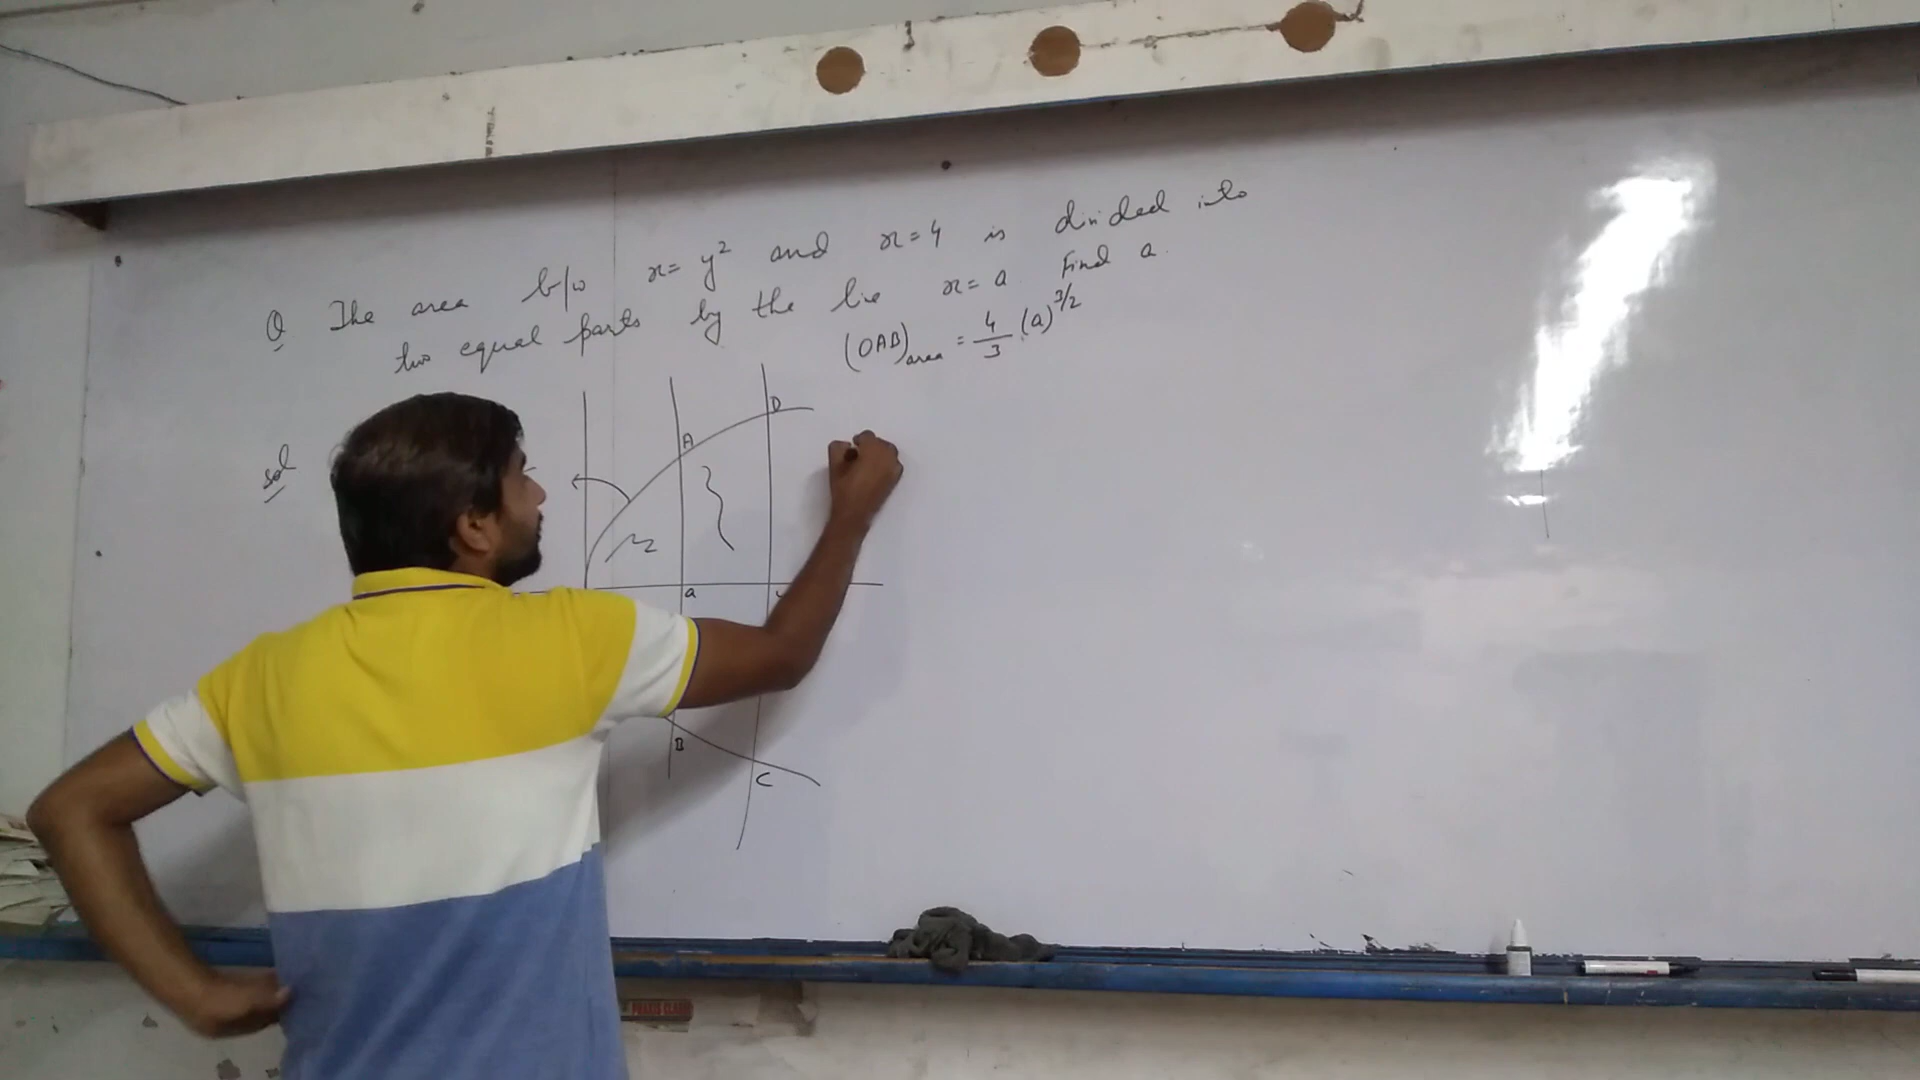 Q The area b/w x = y² and x = 4 is divided into
two equal parts by the line x = a Find a.
(OAB)area = 4/3 (a)^3/2
Sol
A
D
a
B
C